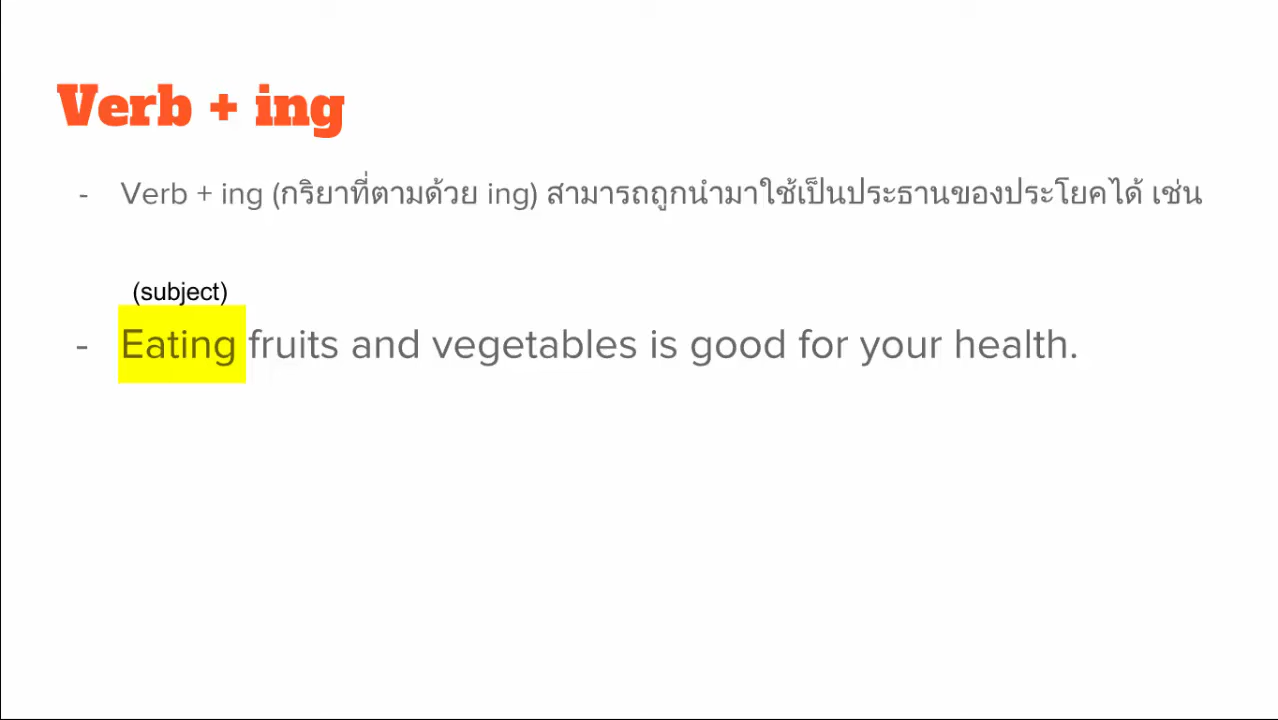 Verb + ing
- Verb + ing (กริยาที่ตามด้วย ing) สามารถถูกนำมาใช้เป็นประธานของประโยคได้ เช่น
(subject)
- Eating fruits and vegetables is good for your health.